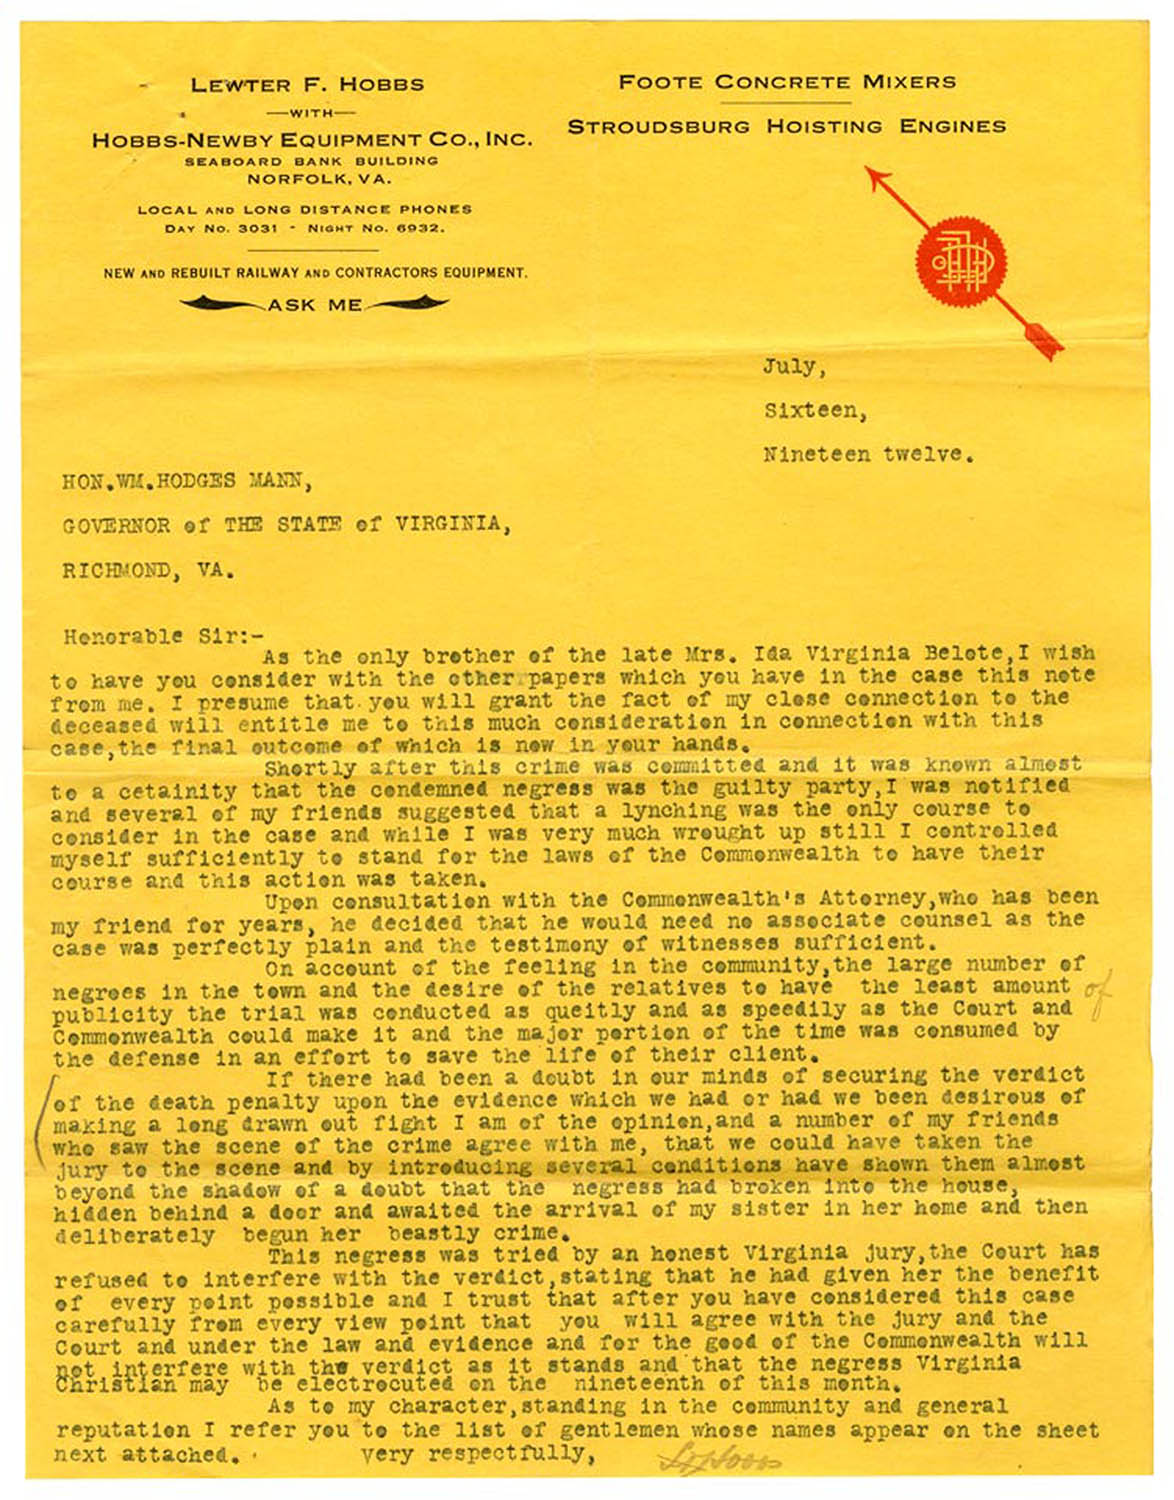 LEWTER F. HOBBS
—WITH—
HOBBS-NEWBY EQUIPMENT CO., INC.
SEABOARD BANK BUILDING
NORFOLK, VA.
LOCAL AND LONG DISTANCE PHONES
DAY NO. 3031 - NIGHT NO. 6932.
NEW AND REBUILT RAILWAY AND CONTRACTORS EQUIPMENT.
ASK ME
FOOTE CONCRETE MIXERS
STROUDSBURG HOISTING ENGINES
July,
Sixteen,
Nineteen twelve.
HON.WM.HODGES MANN,
GOVERNOR of THE STATE of VIRGINIA,
RICHMOND, VA.
Honorable Sir:-
As the only brother of the late Mrs. Ida Virginia Belote,I wish
to have you consider with the other papers which you have in the case this note
from me. I presume that you will grant the fact of my close connection to the
deceased will entitle me to this much consideration in connection with this
case,the final outcome of which is now in your hands.
Shortly after this crime was committed and it was known almost
to a cetainity that the condemned negress was the guilty party,I was notified
and several of my friends suggested that a lynching was the only course to
consider in the case and while I was very much wrought up still I controlled
myself sufficiently to stand for the laws of the Commonwealth to have their
course and this action was taken.
Upon consultation with the Commonwealth's Attorney,who has been
my friend for years, he decided that he would need no associate counsel as the
case was perfectly plain and the testimony of witnesses sufficient.
On account of the feeling in the community,the large number of
negroes in the town and the desire of the relatives to have the least amount of
publicity the trial was conducted as queitly and as speedily as the Court and
Commonwealth could make it and the major portion of the time was consumed by
the defense in an effort to save the life of their client.
If there had been a doubt in our minds of securing the verdict
of the death penalty upon the evidence which we had or had we been desirous of
making a long drawn out fight I am of the opinion,and a number of my friends
who saw the scene of the crime agree with me, that we could have taken the
jury to the scene and by introducing several conditions have shown them almost
beyond the shadow of a doubt that the negress had broken into the house,
hidden behind a door and awaited the arrival of my sister in her home and then
deliberately begun her beastly crime.
This negress was tried by an honest Virginia jury,the Court has
refused to interfere with the verdict,stating that he had given her the benefit
of every point possible and I trust that after you have considered this case
carefully from every view point that you will agree with the jury and the
Court and under the law and evidence and for the good of the Commonwealth will
not interfere with the verdict as it stands and that the negress Virginia
Christian may be electrocuted on the nineteenth of this month.
As to my character,standing in the community and general
reputation I refer you to the list of gentlemen whose names appear on the sheet
next attached. Very respectfully,